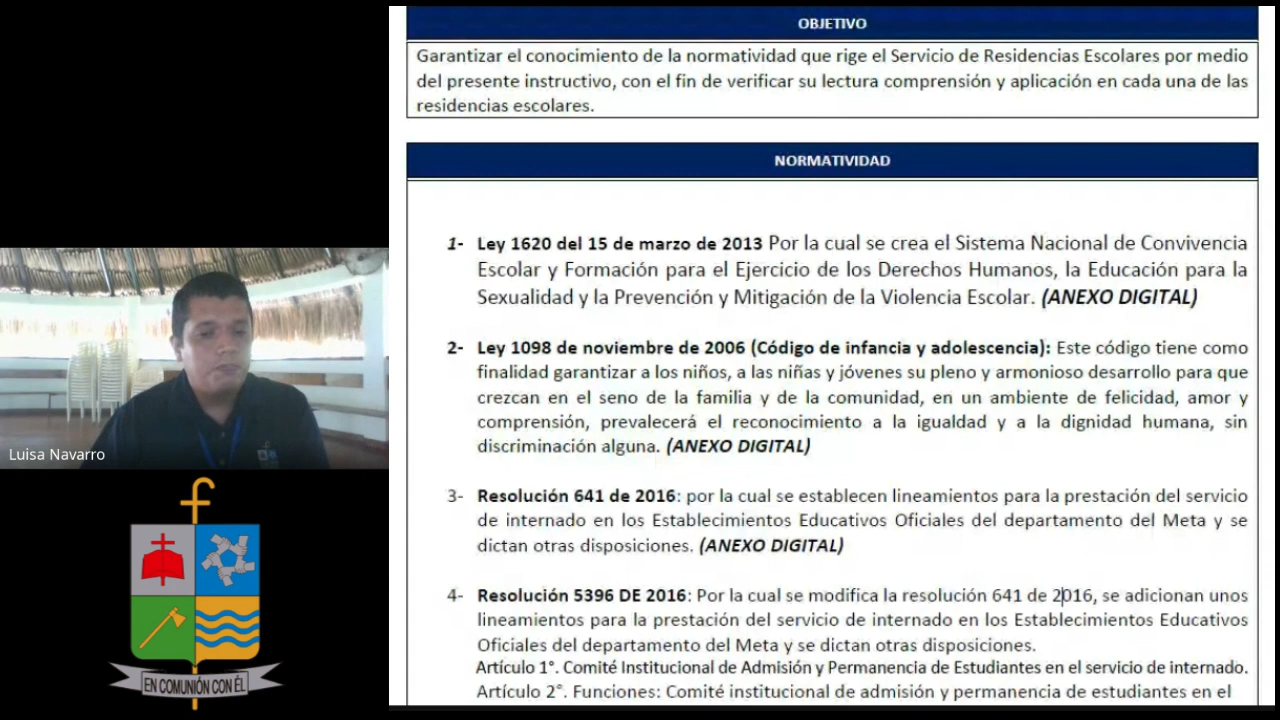 OBJETIVO
Garantizar el conocimiento de la normatividad que rige el Servicio de Residencias Escolares por medio
del presente instructivo, con el fin de verificar su lectura comprensión y aplicación en cada una de las
residencias escolares.
NORMATIVIDAD
1- Ley 1620 del 15 de marzo de 2013 Por la cual se crea el Sistema Nacional de Convivencia
Escolar y Formación para el Ejercicio de los Derechos Humanos, la Educación para la
Sexualidad y la Prevención y Mitigación de la Violencia Escolar. (ANEXO DIGITAL)
2- Ley 1098 de noviembre de 2006 (Código de infancia y adolescencia): Este código tiene como
finalidad garantizar a los niños, a las niñas y jóvenes su pleno y armonioso desarrollo para que
crezcan en el seno de la familia y de la comunidad, en un ambiente de felicidad, amor y
comprensión, prevalecerá el reconocimiento a la igualdad y a la dignidad humana, sin
discriminación alguna. (ANEXO DIGITAL)
3- Resolución 641 de 2016: por la cual se establecen lineamientos para la prestación del servicio
de internado en los Establecimientos Educativos Oficiales del departamento del Meta y se
dictan otras disposiciones. (ANEXO DIGITAL)
4- Resolución 5396 DE 2016: Por la cual se modifica la resolución 641 de 2016, se adicionan unos
lineamientos para la prestación del servicio de internado en los Establecimientos Educativos
Oficiales del departamento del Meta y se dictan otras disposiciones.
Artículo 1°. Comité Institucional de Admisión y Permanencia de Estudiantes en el servicio de internado.
Artículo 2°. Funciones: Comité institucional de admisión y permanencia de estudiantes en el
Luisa Navarro
EN COMUNIÓN CON ÉL